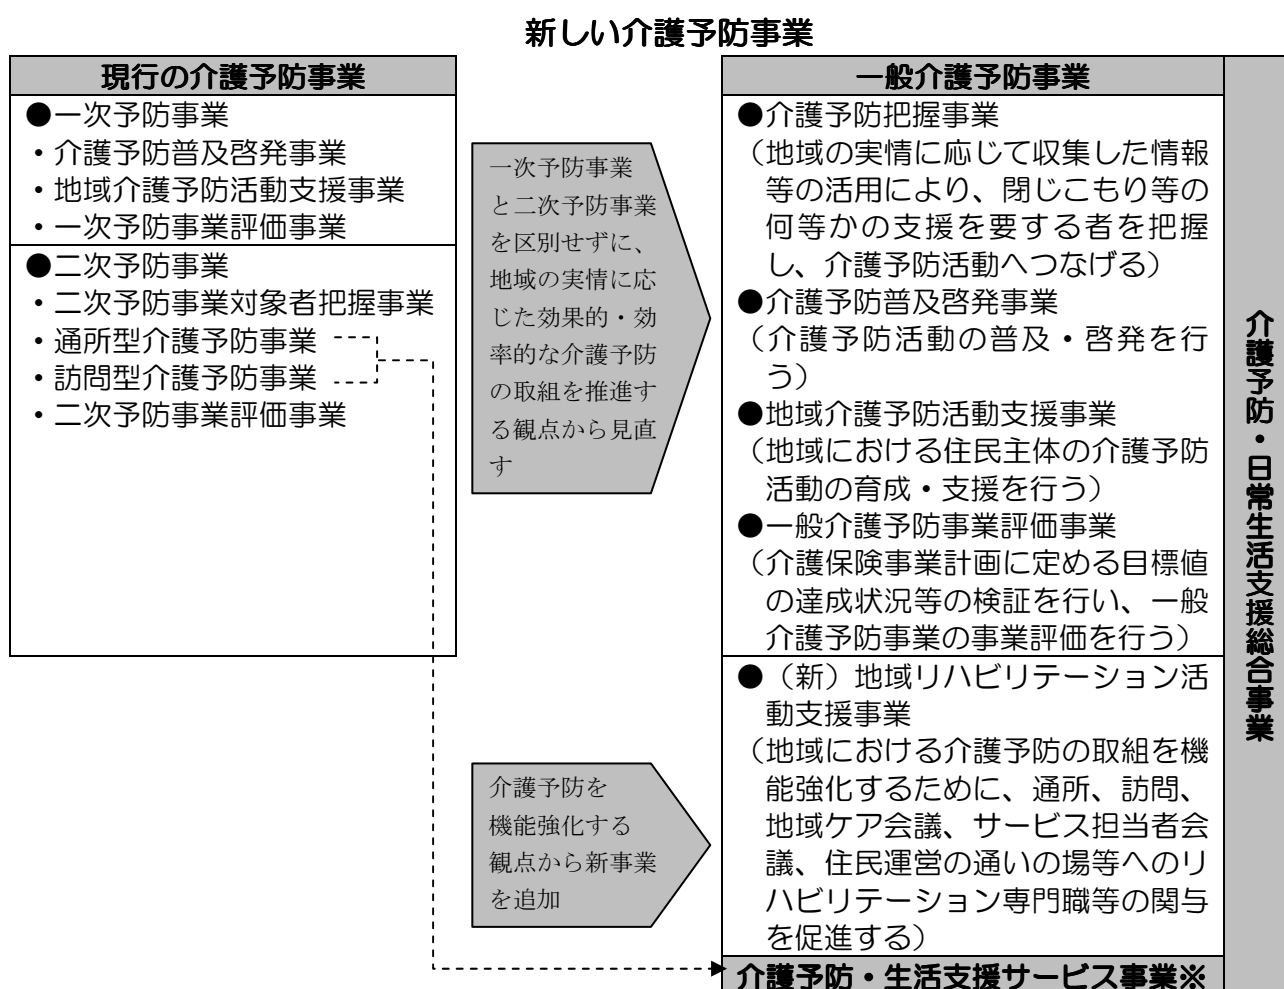 新しい介護予防事業
現行の介護予防事業
●一次予防事業
・介護予防普及啓発事業
・地域介護予防活動支援事業
・一次予防事業評価事業
●二次予防事業
・二次予防事業対象者把握事業
・通所型介護予防事業
・訪問型介護予防事業
・二次予防事業評価事業
一次予防事業
と二次予防事業
を区別せずに、
地域の実情に応
じた効果的・効
率的な介護予防
の取組を推進す
る観点から見直
す
介護予防を
機能強化する
観点から新事業
を追加
一般介護予防事業
●介護予防把握事業
（地域の実情に応じて収集した情報
等の活用により、閉じこもり等の
何等かの支援を要する者を把握
し、介護予防活動へつなげる）
●介護予防普及啓発事業
（介護予防活動の普及・啓発を行
う）
●地域介護予防活動支援事業
（地域における住民主体の介護予防
活動の育成・支援を行う）
●一般介護予防事業評価事業
（介護保険事業計画に定める目標値
の達成状況等の検証を行い、一般
介護予防事業の事業評価を行う）
●（新）地域リハビリテーション活
動支援事業
（地域における介護予防の取組を機
能強化するために、通所、訪問、
地域ケア会議、サービス担当者会
議、住民運営の通いの場等へのリ
ハビリテーション専門職等の関与
を促進する）
介護予防・生活支援サービス事業※
介護予防・日常生活支援総合事業